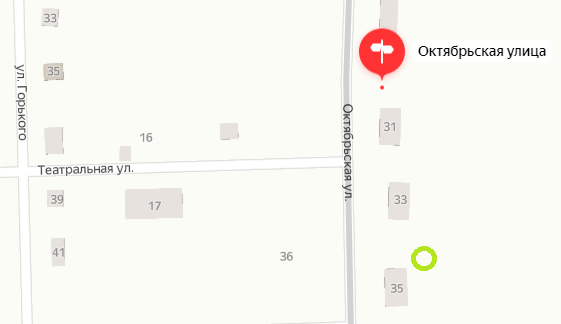 33
Октябрьская улица
35
ул. Горького
Октябрьская ул.
31
16
Театральная ул.
39
17
33
41
36
35